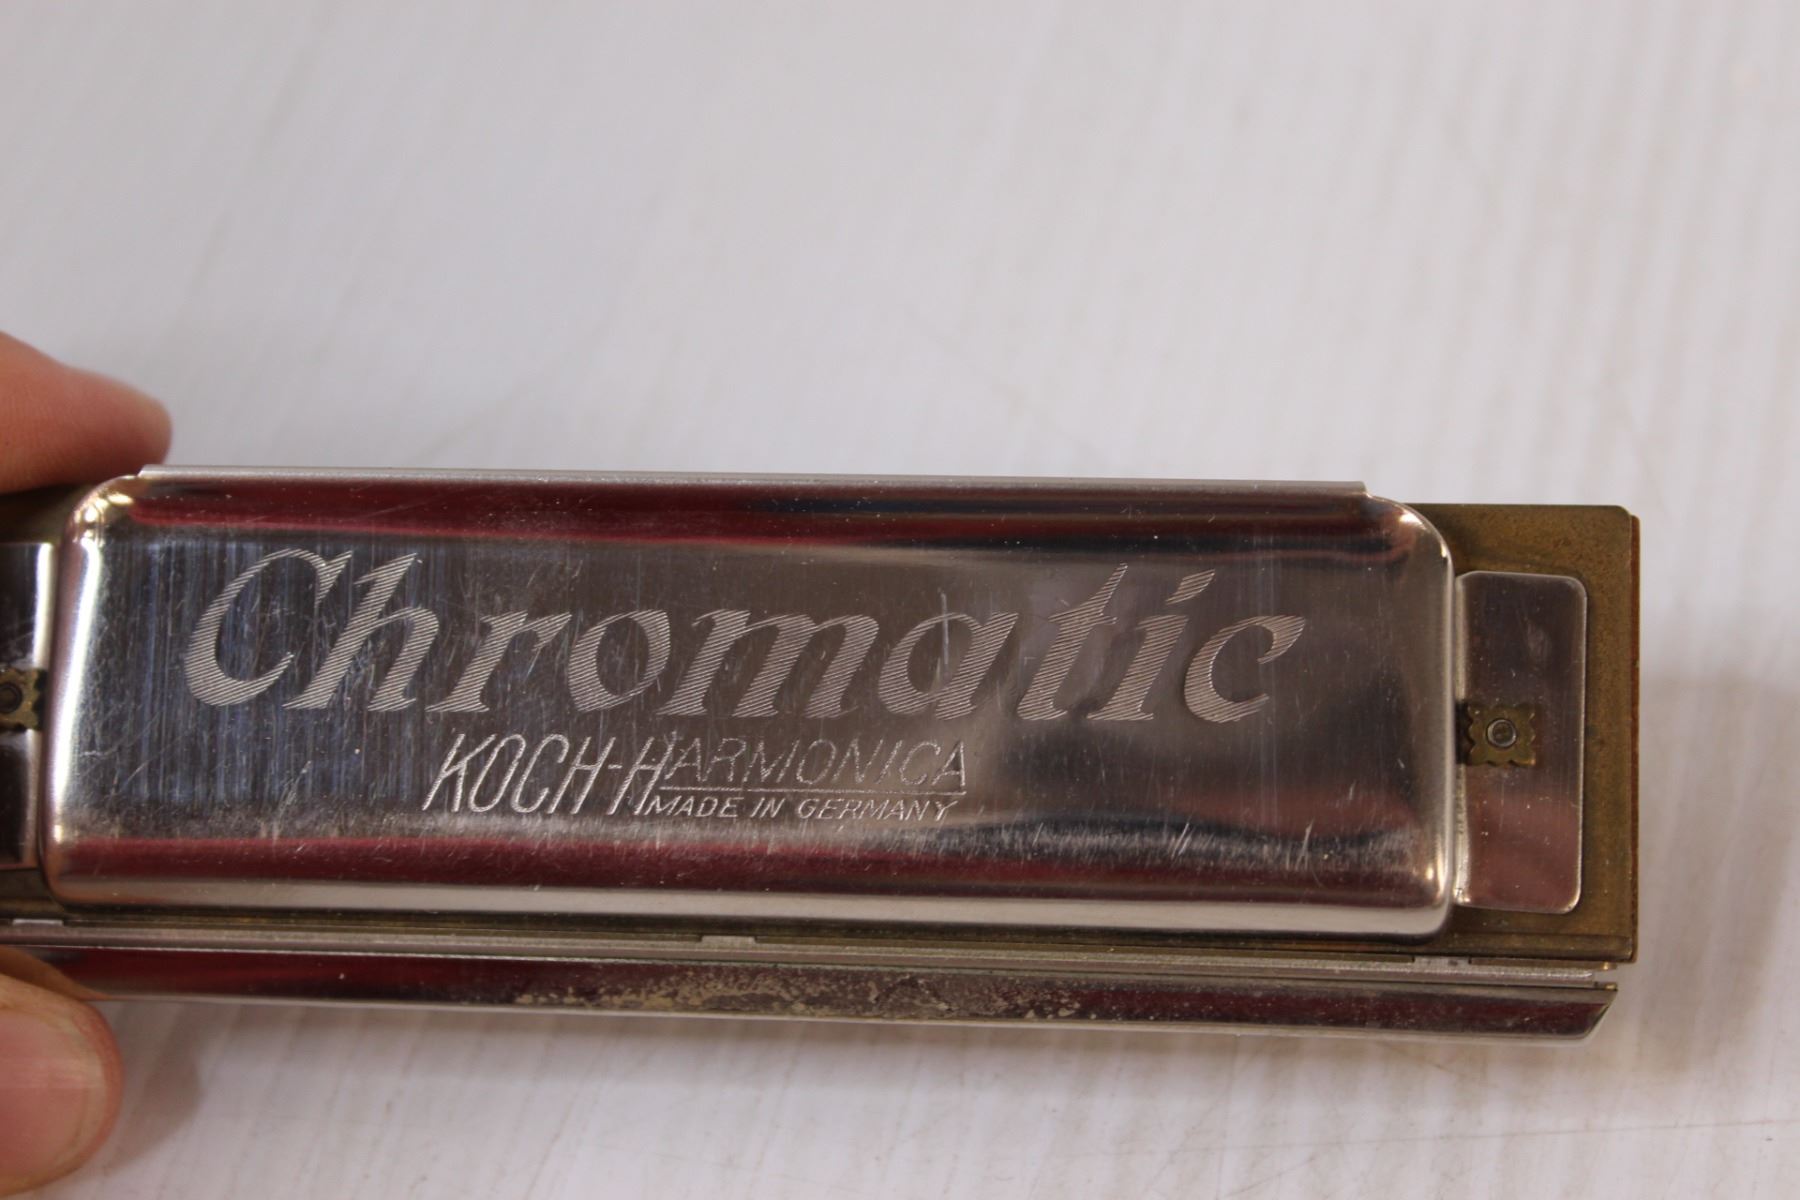 Chromatic
KOCH-HARMONICA
MADE IN GERMANY